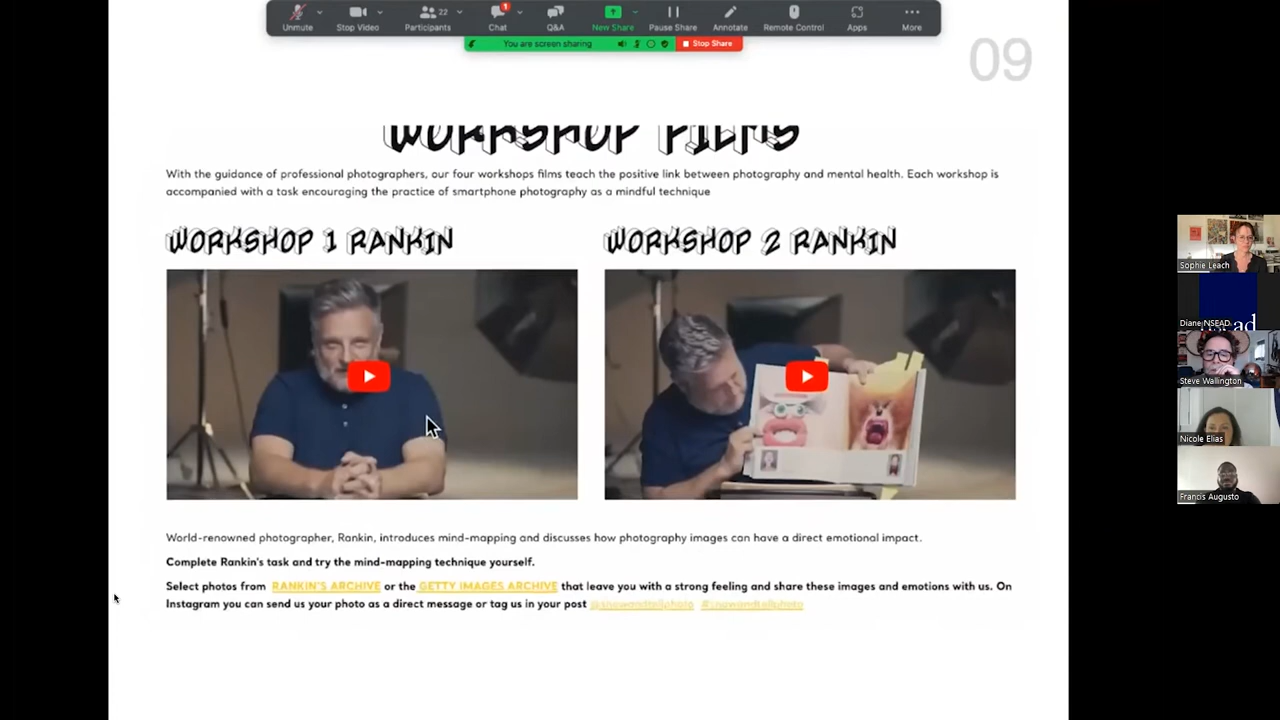 Unmute
Stop Video
Participants
22
Chat
1
Q&A
New Share
Pause Share
Annotate
Remote Control
Apps
More
You are screen sharing
Stop Share
09
WORKSHOP FILMS
With the guidance of professional photographers, our four workshops films teach the positive link between photography and mental health. Each workshop is
accompanied with a task encouraging the practice of smartphone photography as a mindful technique
WORKSHOP 1 RANKIN
WORKSHOP 2 RANKIN
World-renowned photographer, Rankin, introduces mind-mapping and discusses how photography images can have a direct emotional impact.
Complete Rankin's task and try the mind-mapping technique yourself.
Select photos from RANKIN'S ARCHIVE or the GETTY IMAGES ARCHIVE that leave you with a strong feeling and share these images and emotions with us. On
Instagram you can send us your photo as a direct message or tag us in your post @showandtellphoto #showandtellphoto
Sophie Leach
Diane NSEAD
Steve Wallington
Nicole Elias
Francis Augusto